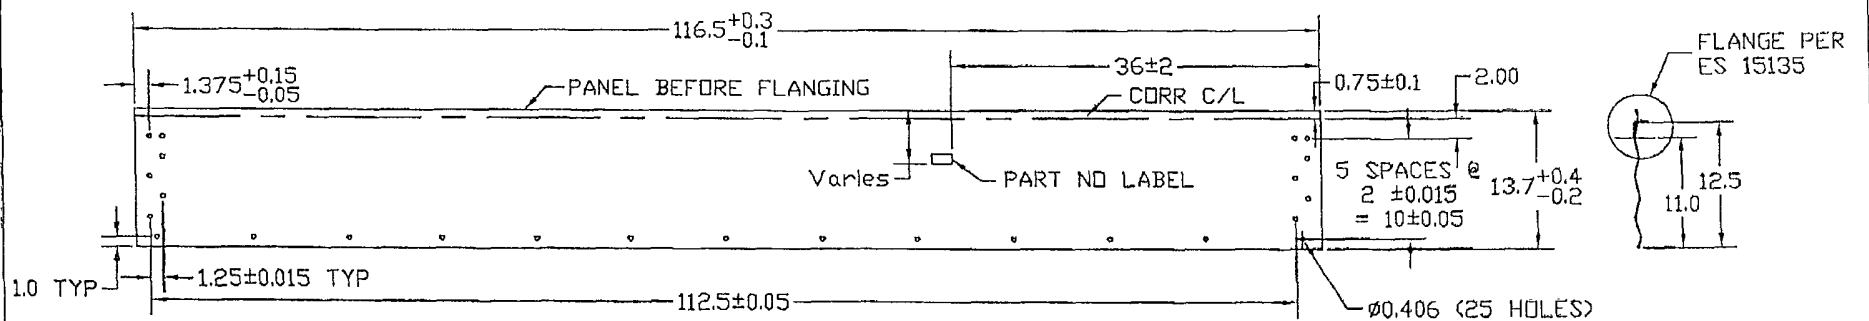 116.5+0.3
-0.1
FLANGE PER
ES 15135
1.375+0.15
-0.05
PANEL BEFORE FLANGING
36±2
CORR C/L
0.75±0.1
2.00
Varies
PART NO LABEL
5 SPACES @
2 ±0.015
= 10±0.05
13.7+0.4
-0.2
11.0
12.5
1.0 TYP
1.25±0.015 TYP
112.5±0.05
Ø0.406 (25 HOLES)